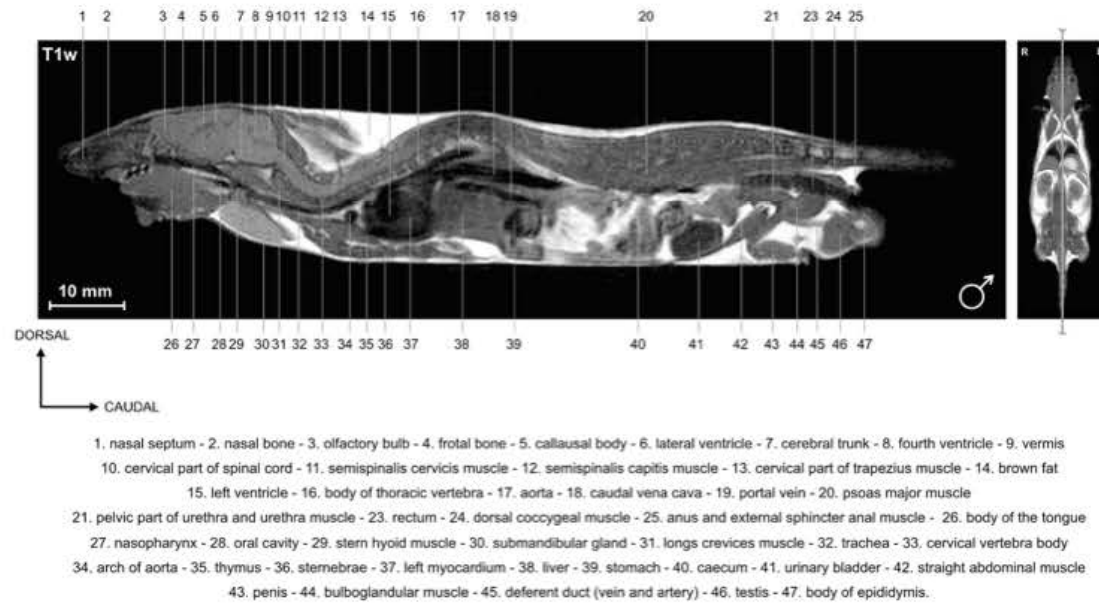 1 2 3 4 5 6 7 8 9 10 11 12 13 14 15 16 17 18 19 20 21 23 24 25
T1w
R
10 mm
26 27 28 29 30 31 32 33 34 35 36 37 38 39 40 41 42 43 44 45 46 47
DORSAL
CAUDAL
1. nasal septum - 2. nasal bone - 3. olfactory bulb - 4. frotal bone - 5. callausal body - 6. lateral ventricle - 7. cerebral trunk - 8. fourth ventricle - 9. vermis
10. cervical part of spinal cord - 11. semispinalis cervicis muscle - 12. semispinalis capitis muscle - 13. cervical part of trapezius muscle - 14. brown fat
15. left ventricle - 16. body of thoracic vertebra - 17. aorta - 18. caudal vena cava - 19. portal vein - 20. psoas major muscle
21. pelvic part of urethra and urethra muscle - 23. rectum - 24. dorsal coccygeal muscle - 25. anus and external sphincter anal muscle - 26. body of the tongue
27. nasopharynx - 28. oral cavity - 29. stern hyoid muscle - 30. submandibular gland - 31. longs crevices muscle - 32. trachea - 33. cervical vertebra body
34. arch of aorta - 35. thymus - 36. sternebrae - 37. left myocardium - 38. liver - 39. stomach - 40. caecum - 41. urinary bladder - 42. straight abdominal muscle
43. penis - 44. bulboglandular muscle - 45. deferent duct (vein and artery) - 46. testis - 47. body of epididymis.